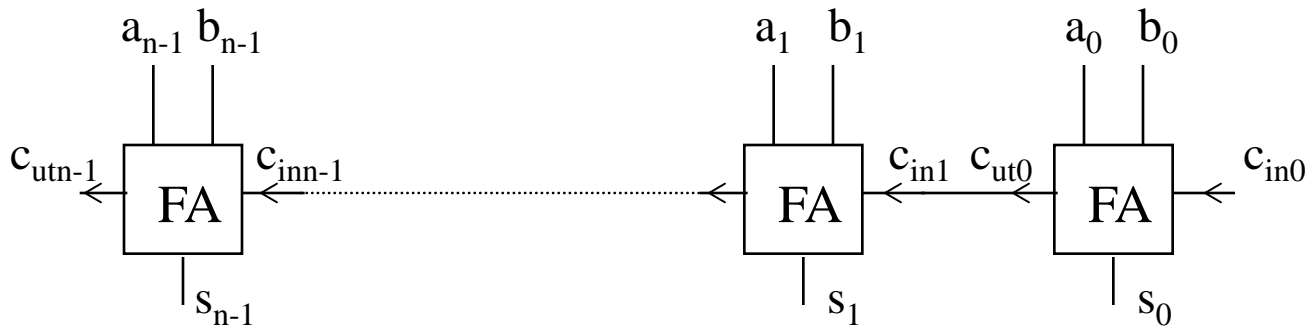 a_{n-1} b_{n-1} a_1 b_1 a_0 b_0
c_{utn-1} c_{inn-1} c_{in1} c_{ut0} c_{in0}
FA FA FA
s_{n-1} s_1 s_0